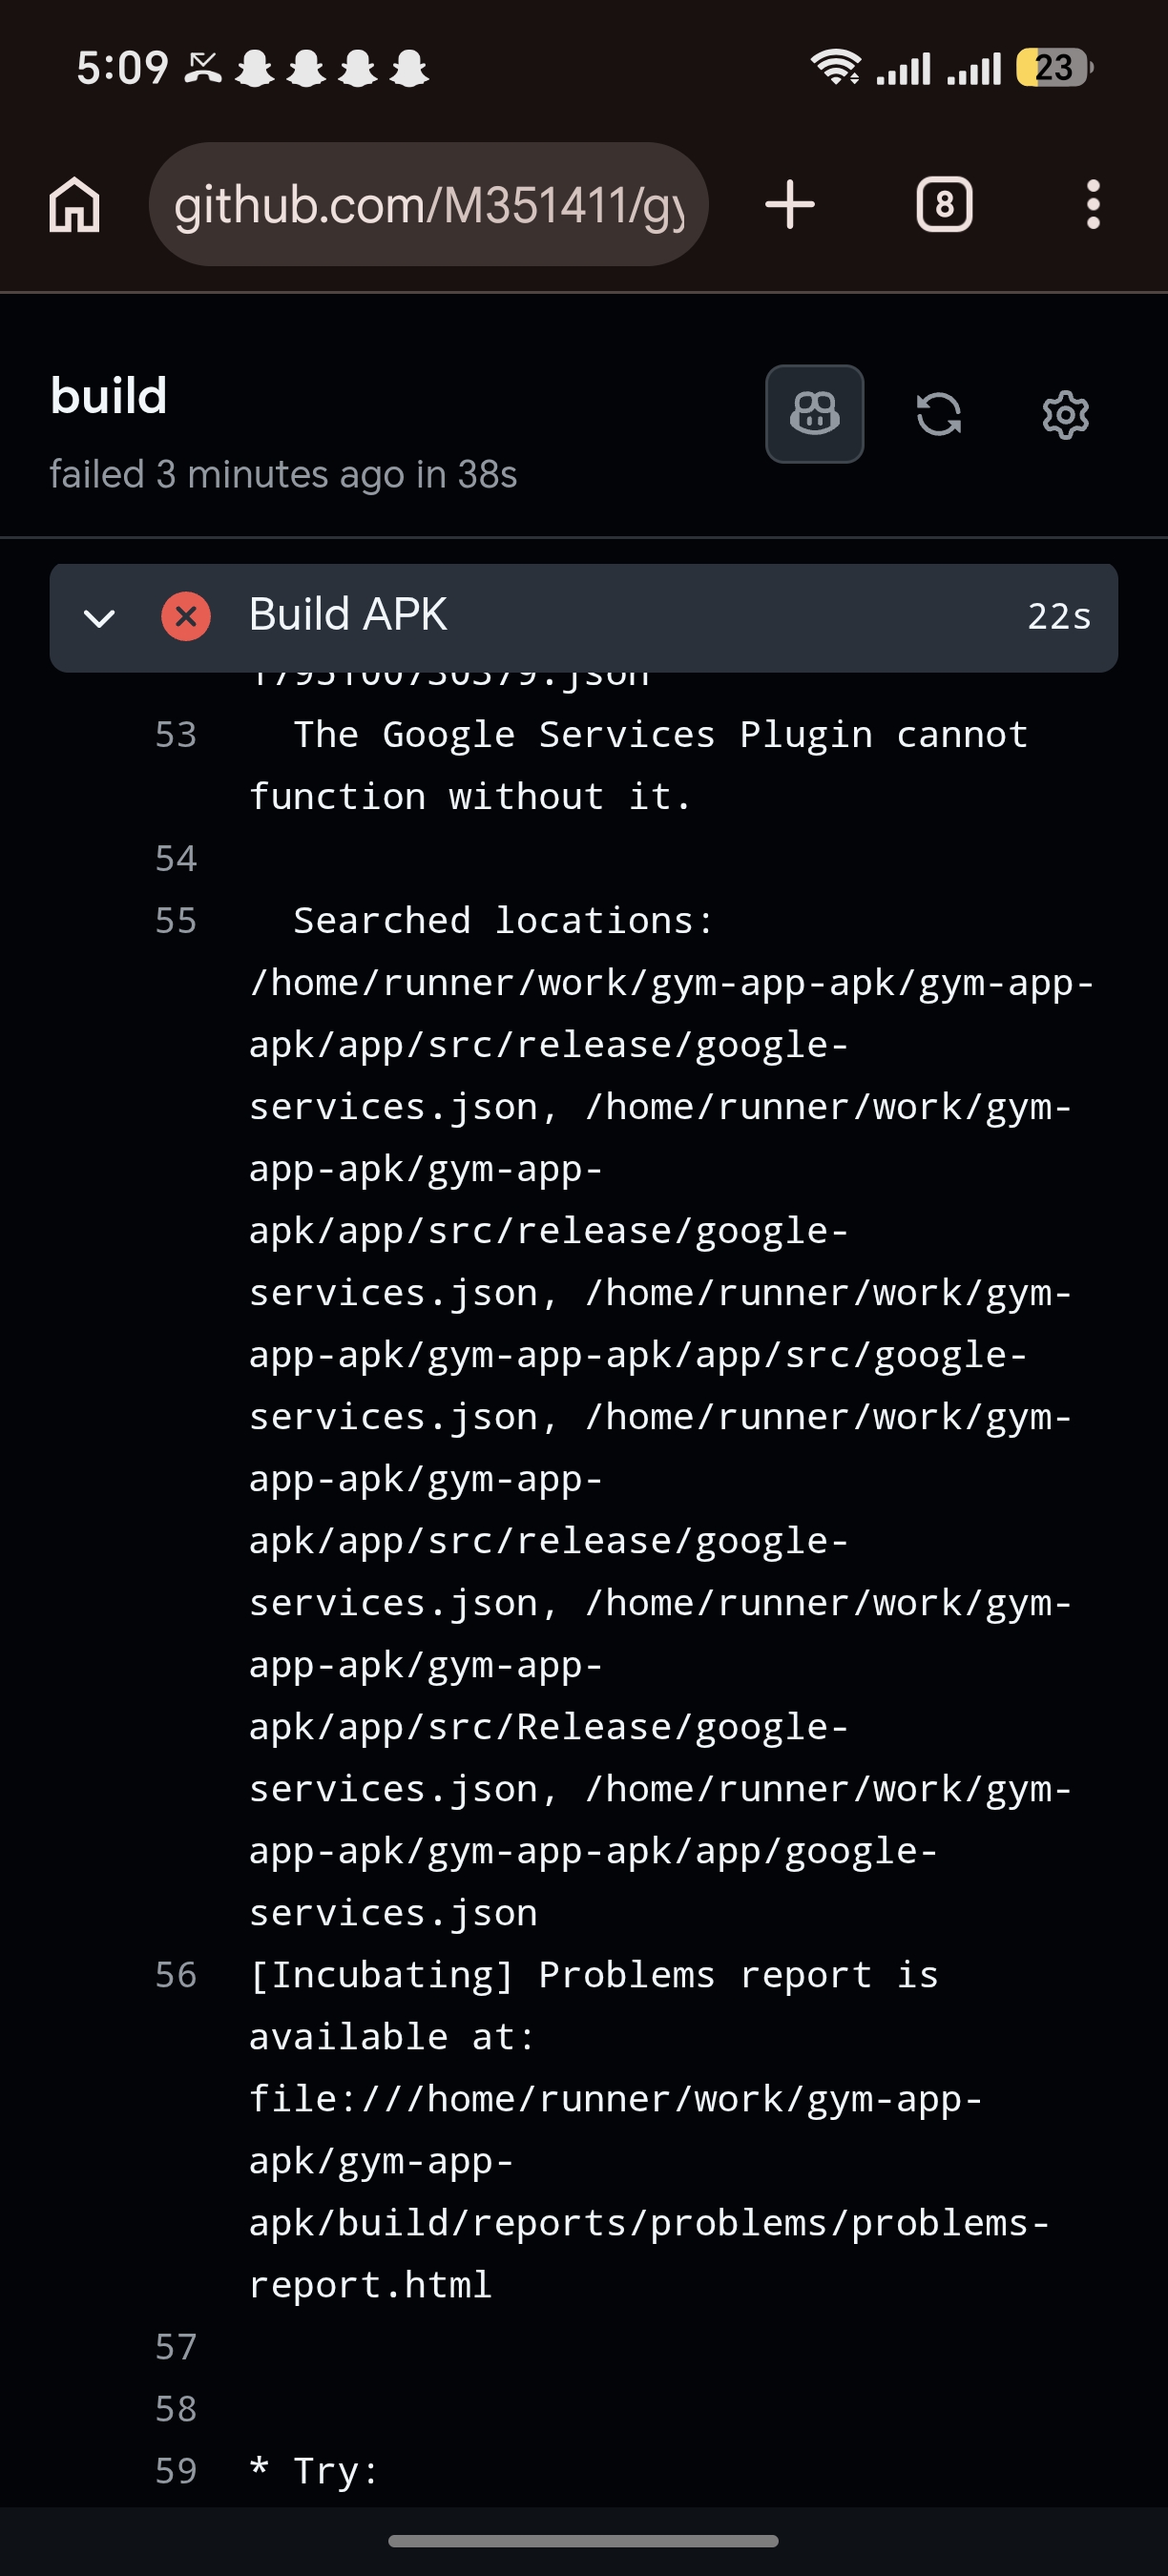 5:09
23
github.com/M351411/gy
8
build
failed 3 minutes ago in 38s
Build APK
22s
53 The Google Services Plugin cannot
function without it.
54
55 Searched locations:
/home/runner/work/gym-app-apk/gym-app-
apk/app/src/release/google-
services.json, /home/runner/work/gym-
app-apk/gym-app-
apk/app/src/release/google-
services.json, /home/runner/work/gym-
app-apk/gym-app-apk/app/src/google-
services.json, /home/runner/work/gym-
app-apk/gym-app-
apk/app/src/release/google-
services.json, /home/runner/work/gym-
app-apk/gym-app-
apk/app/src/Release/google-
services.json, /home/runner/work/gym-
app-apk/gym-app-apk/app/google-
services.json
56 [Incubating] Problems report is
available at:
file:///home/runner/work/gym-app-
apk/gym-app-
apk/build/reports/problems/problems-
report.html
57
58
59 * Try: